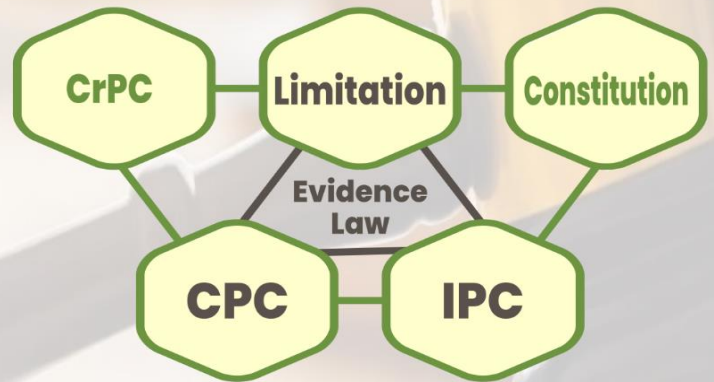 CrPC
Limitation
Constitution
Evidence
Law
CPC
IPC